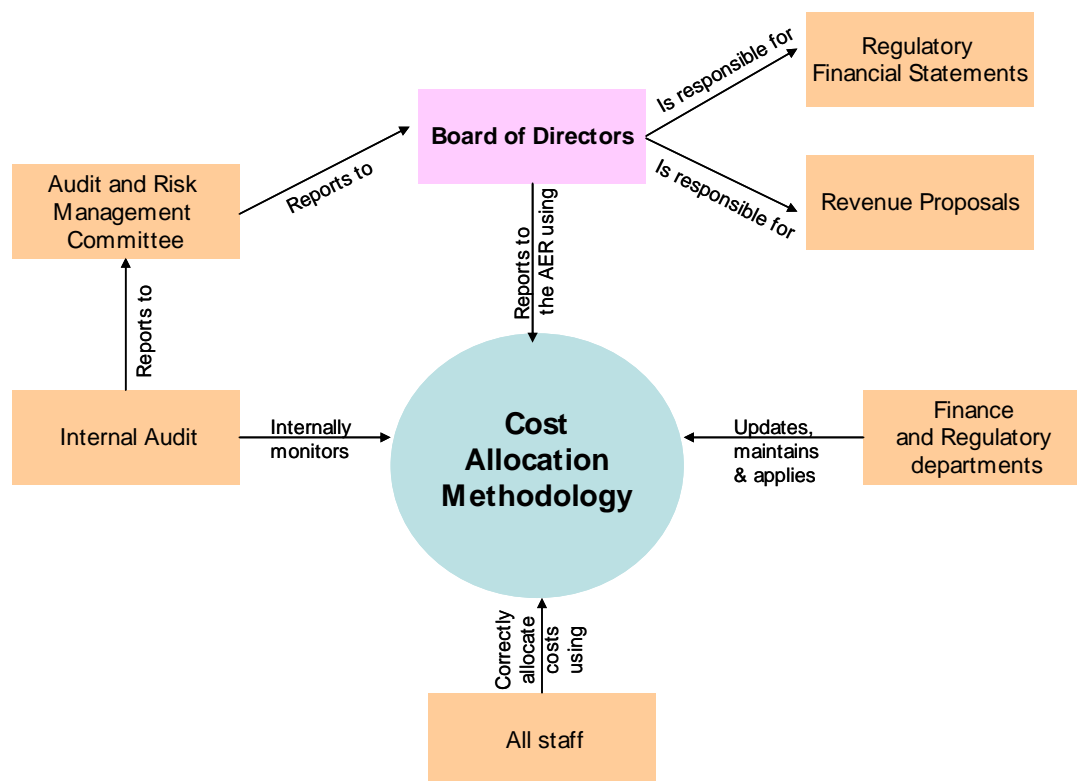 Regulatory
Financial Statements
Is responsible for
Board of Directors
Is responsible for
Revenue Proposals
Audit and Risk
Management
Committee
Reports to
Reports to
the AER using
Reports to
Internal Audit
Internally
monitors
Cost
Allocation
Methodology
Updates,
maintains
& applies
Finance
and Regulatory
departments
Correctly
allocate
costs
using
All staff